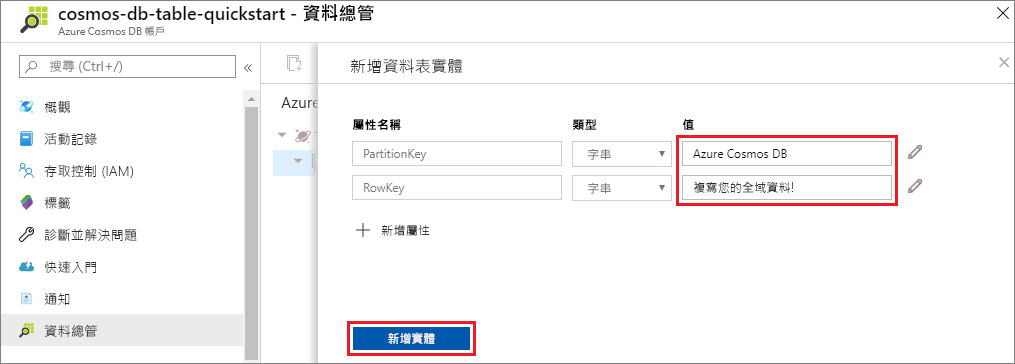 cosmos-db-table-quickstart - 資料總管
Azure Cosmos DB 帳戶
搜尋 (Ctrl+/)
概觀
活動記錄
存取控制 (IAM)
標籤
診斷並解決問題
快速入門
通知
資料總管
Azure
新增資料表實體
屬性名稱 類型 值
PartitionKey 字串 Azure Cosmos DB
RowKey 字串 複寫您的全域資料!
新增屬性
新增實體